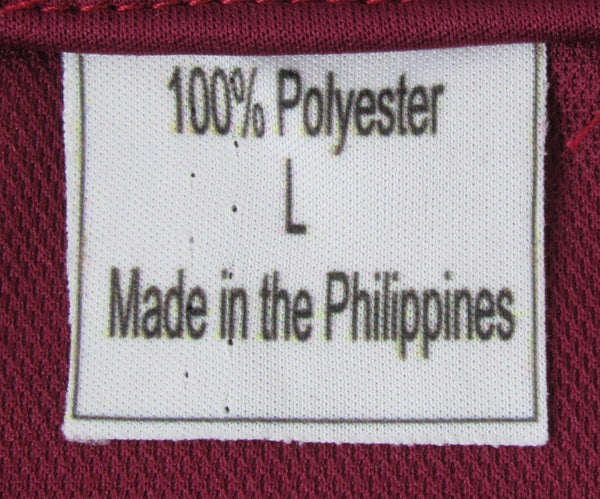 100% Polyester
L
Made in the Philippines